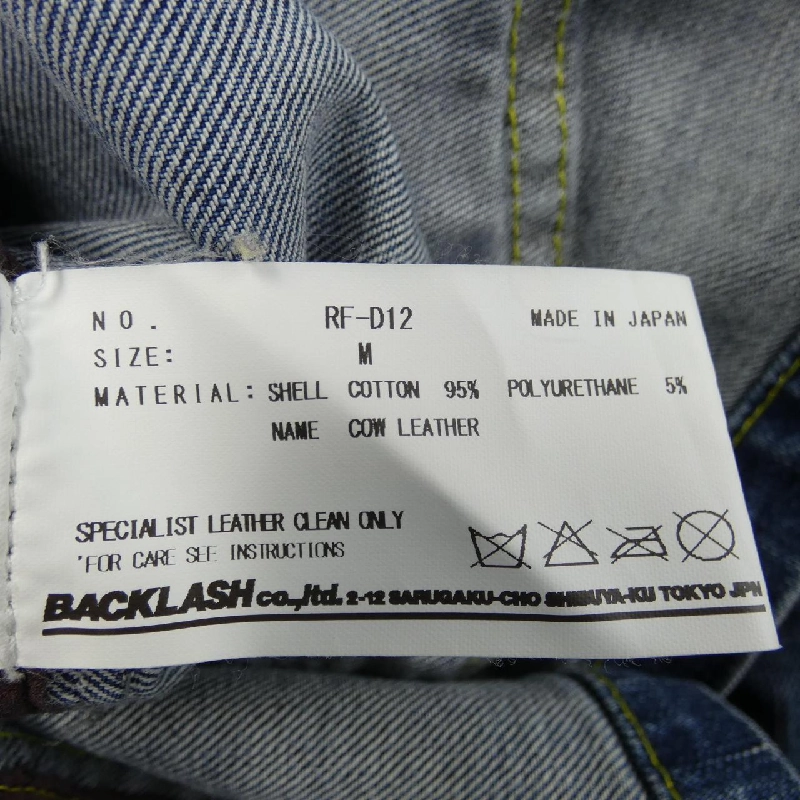 NO. RF-D12 MADE IN JAPAN
SIZE: M
MATERIAL: SHELL COTTON 95% POLYURETHANE 5%
NAME COW LEATHER
SPECIALIST LEATHER CLEAN ONLY
'FOR CARE SEE INSTRUCTIONS
BACKLASH co.,ltd. 2-12 SARUGAKU-CHO SHIBUYA-KU TOKYO JPN